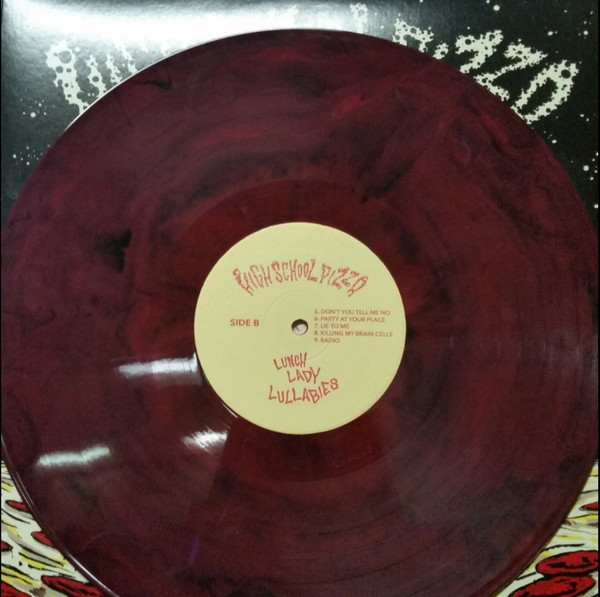 HIGH SCHOOL PIZZA
SIDE B
5. DON'T YOU TELL ME NO
6. PARTY AT YOUR PLACE
7. LIE TO ME
8. KILLING MY BRAIN CELLS
9. RADIO
LUNCH
LADY
LULLABIES